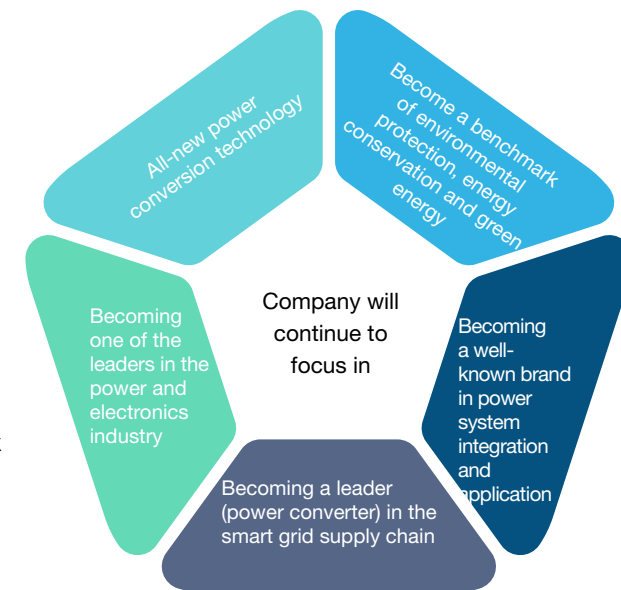 All-new power
conversion technology
Become a benchmark
of environmental
protection, energy
conservation and green
energy
Company will
continue to
focus in
Becoming
one of the
leaders in the
power and
electronics
industry
Becoming
a well-
known brand
in power
system
integration
and
application
Becoming a leader
(power converter) in the
smart grid supply chain